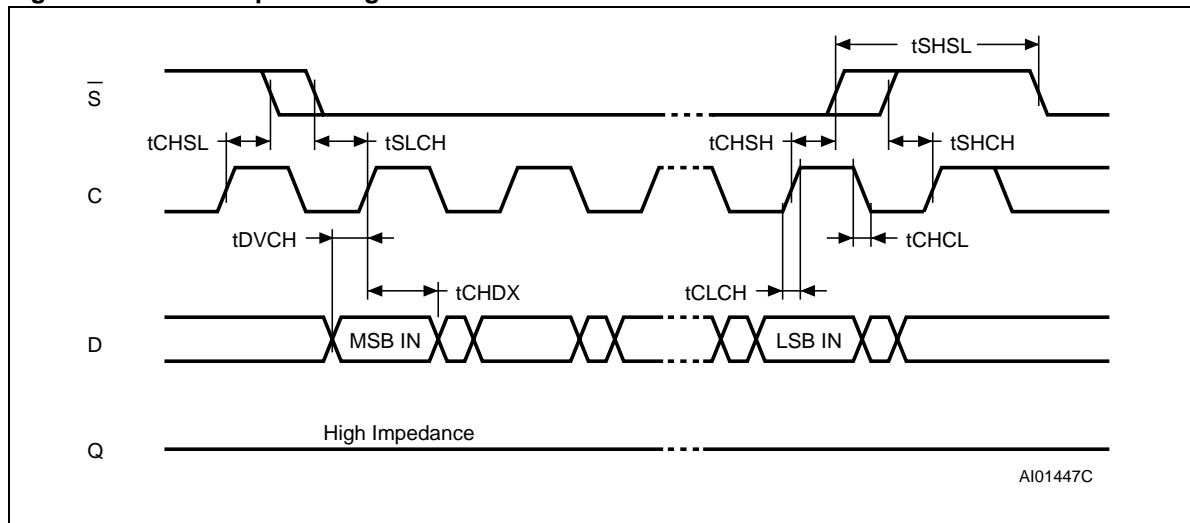 tSHSL
S
tCHSL
tSLCH
tCHSH
tSHCH
C
tDVCH
tCHCL
tCHDX
tCLCH
D
MSB IN
LSB IN
High Impedance
Q
AI01447C